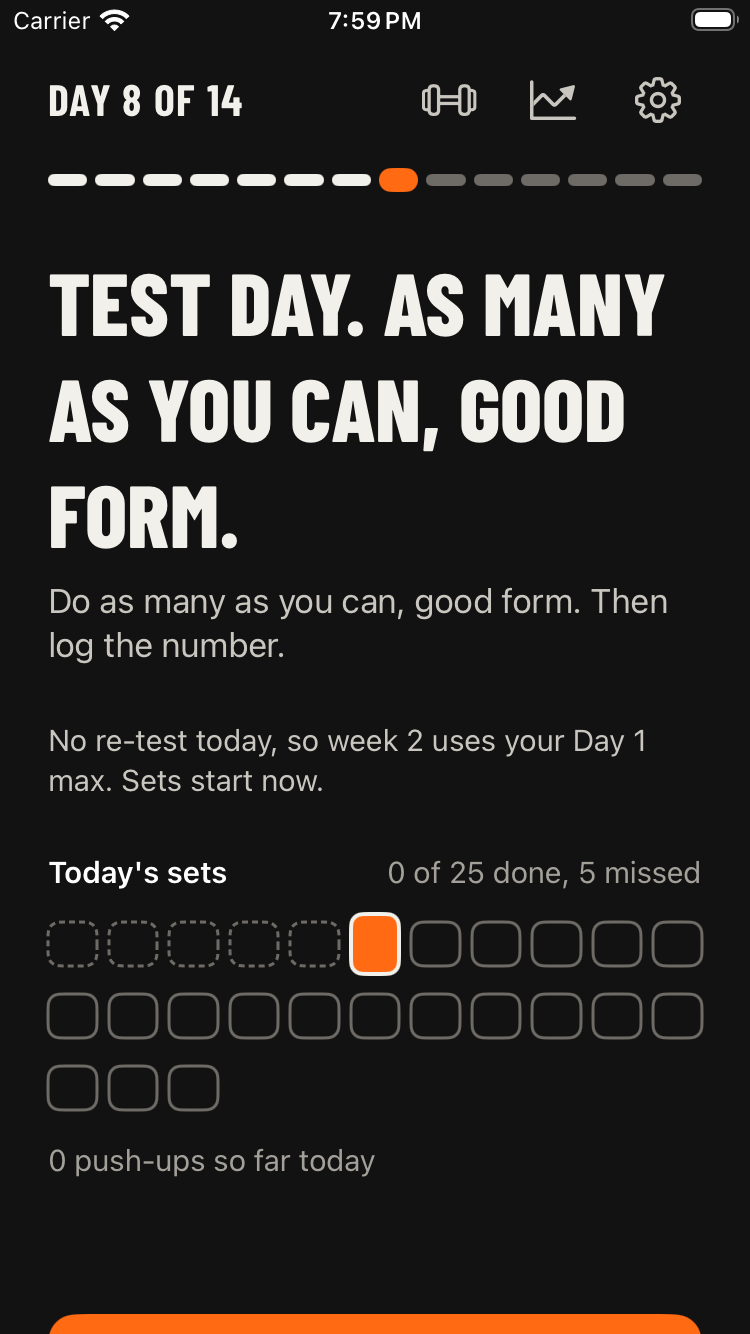 Carrier 7:59 PM
DAY 8 OF 14
TEST DAY. AS MANY
AS YOU CAN, GOOD
FORM.
Do as many as you can, good form. Then
log the number.
No re-test today, so week 2 uses your Day 1
max. Sets start now.
Today's sets 0 of 25 done, 5 missed
0 push-ups so far today